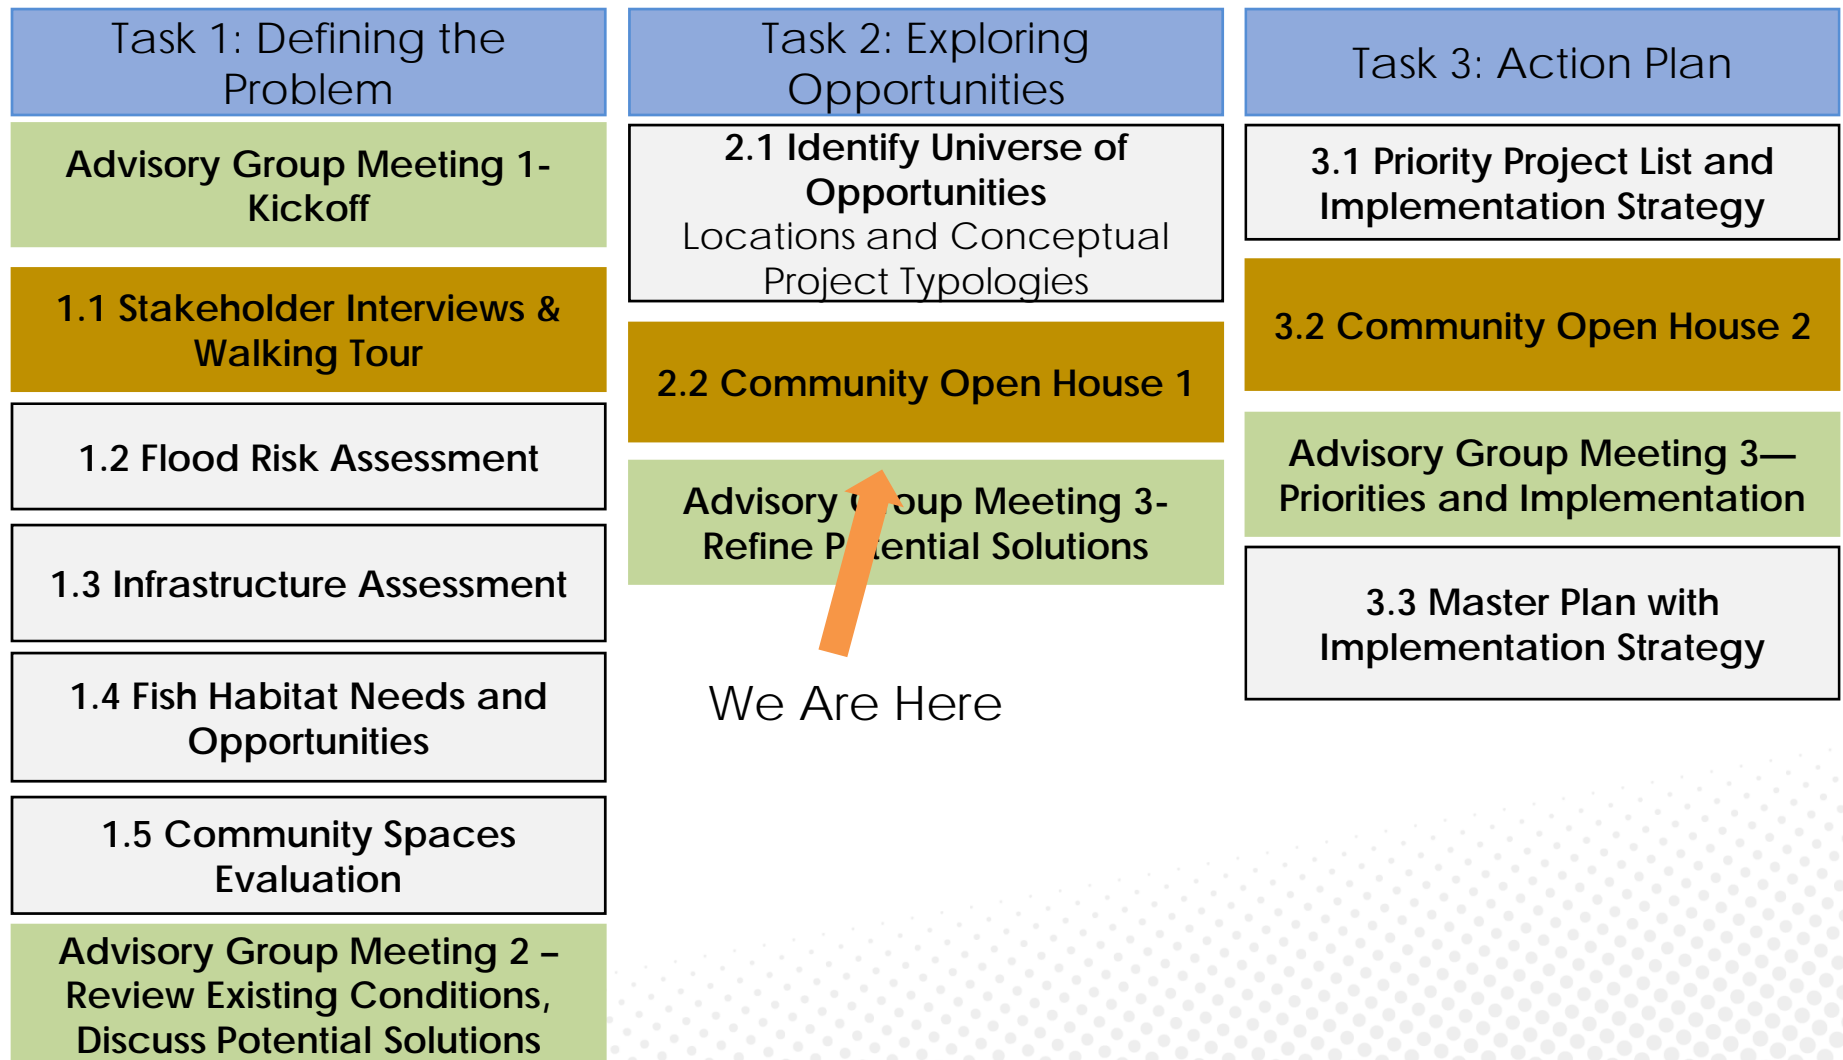 Task 1: Defining the
Problem
Advisory Group Meeting 1-
Kickoff
1.1 Stakeholder Interviews &
Walking Tour
1.2 Flood Risk Assessment
1.3 Infrastructure Assessment
1.4 Fish Habitat Needs and
Opportunities
1.5 Community Spaces
Evaluation
Advisory Group Meeting 2 –
Review Existing Conditions,
Discuss Potential Solutions
Task 2: Exploring
Opportunities
2.1 Identify Universe of
Opportunities
Locations and Conceptual
Project Typologies
2.2 Community Open House 1
Advisory Group Meeting 3-
Refine Potential Solutions
We Are Here
Task 3: Action Plan
3.1 Priority Project List and
Implementation Strategy
3.2 Community Open House 2
Advisory Group Meeting 3—
Priorities and Implementation
3.3 Master Plan with
Implementation Strategy